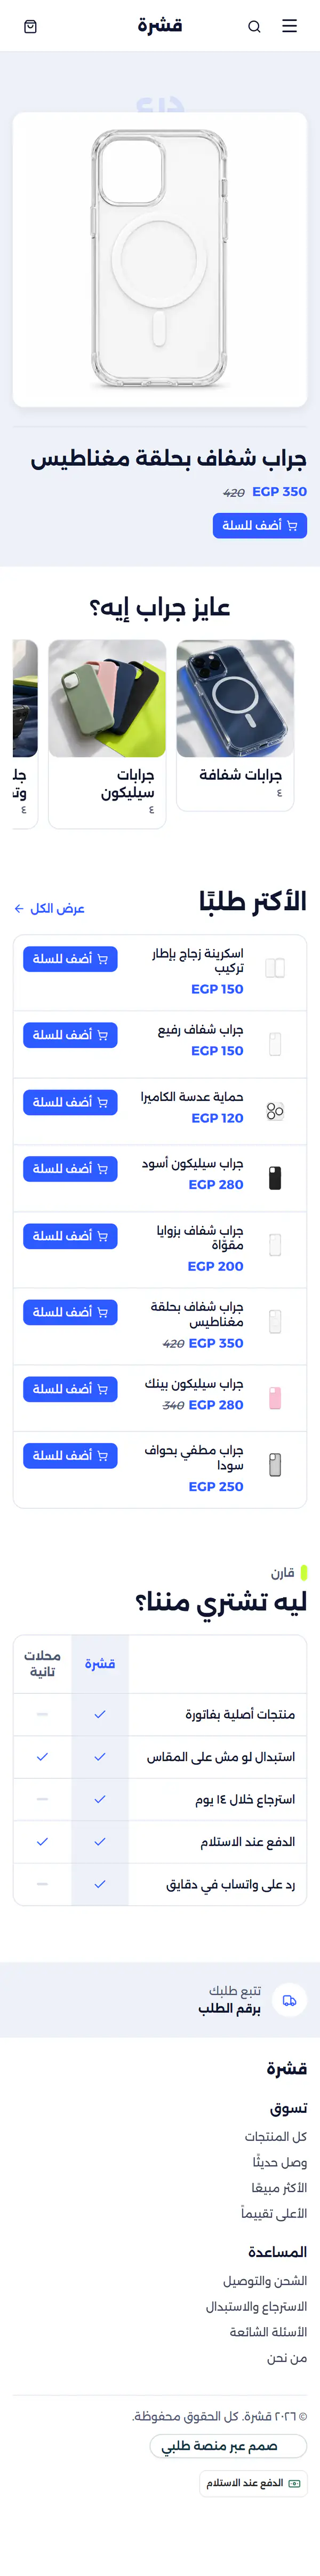 قشرة
جراب شفاف بحلقة مغناطيس
EGP 350 420
أضف للسلة
عايز جراب إيه؟
جرابات شفافة
٤
جرابات
سيليكون
٤
جلد
٤
الأكتر طلبًا
عرض الكل
اسكرينة زجاج بإطار
تركيب
EGP 150
أضف للسلة
جراب شفاف رفيع
EGP 150
أضف للسلة
حماية عدسة الكاميرا
EGP 120
أضف للسلة
جراب سيليكون أسود
EGP 280
أضف للسلة
جراب شفاف بزوايا
مقوّاة
EGP 200
أضف للسلة
جراب شفاف بحلقة
مغناطيس
EGP 350 420
أضف للسلة
جراب سيليكون بينك
EGP 280 340
أضف للسلة
جراب مطفي بحواف
سودا
EGP 250
أضف للسلة
قارن
ليه تشتري مننا؟
قشرة
محلات
تانية
منتجات أصلية بفاتورة
استبدال لو مش على المقاس
استرجاع خلال ١٤ يوم
الدفع عند الاستلام
رد على واتساب في دقايق
تتبع طلبك
برقم الطلب
قشرة
تسوق
كل المنتجات
وصل حديثًا
الأكثر مبيعًا
الأعلى تقييماً
المساعدة
الشحن والتوصيل
الاسترجاع والاستبدال
الأسئلة الشائعة
من نحن
© ٢٠٢٦ قشرة. كل الحقوق محفوظة.
صمم عبر منصة طلبي
الدفع عند الاستلام